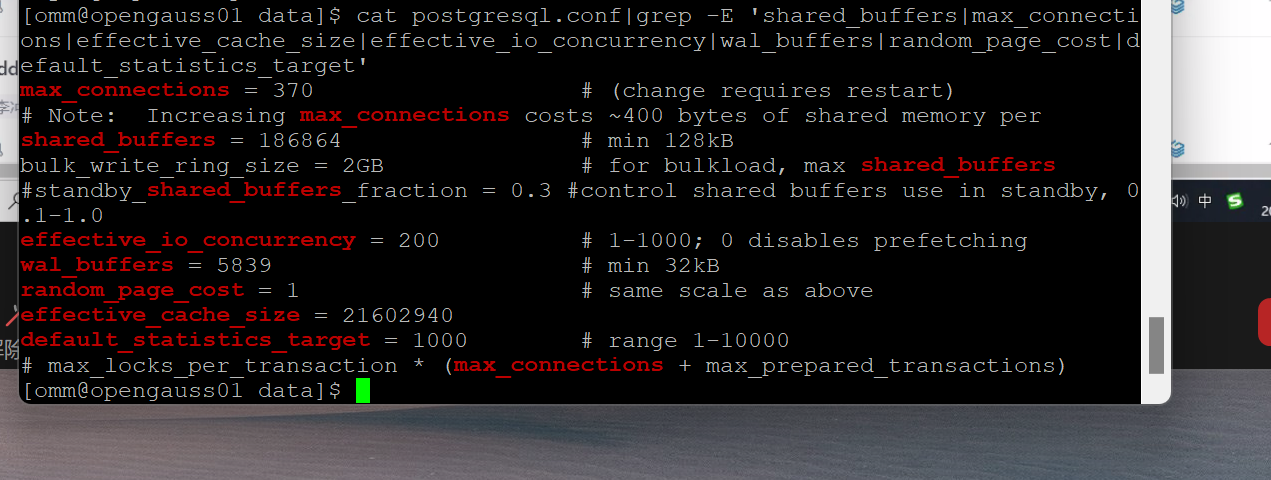 [omm@opengauss01 data]$ cat postgresql.conf|grep -E 'shared_buffers|max_connecti
ons|effective_cache_size|effective_io_concurrency|wal_buffers|random_page_cost|d
efault_statistics_target'
max_connections = 370 # (change requires restart)
# Note: Increasing max_connections costs ~400 bytes of shared memory per
shared_buffers = 186864 # min 128kB
bulk_write_ring_size = 2GB # for bulkload, max shared_buffers
#standby_shared_buffers_fraction = 0.3 #control shared buffers use in standby, 0
.1-1.0
effective_io_concurrency = 200 # 1-1000; 0 disables prefetching
wal_buffers = 5839 # min 32kB
random_page_cost = 1 # same scale as above
effective_cache_size = 21602940
default_statistics_target = 1000 # range 1-10000
# max_locks_per_transaction * (max_connections + max_prepared_transactions)
[omm@opengauss01 data]$
dd
中
20